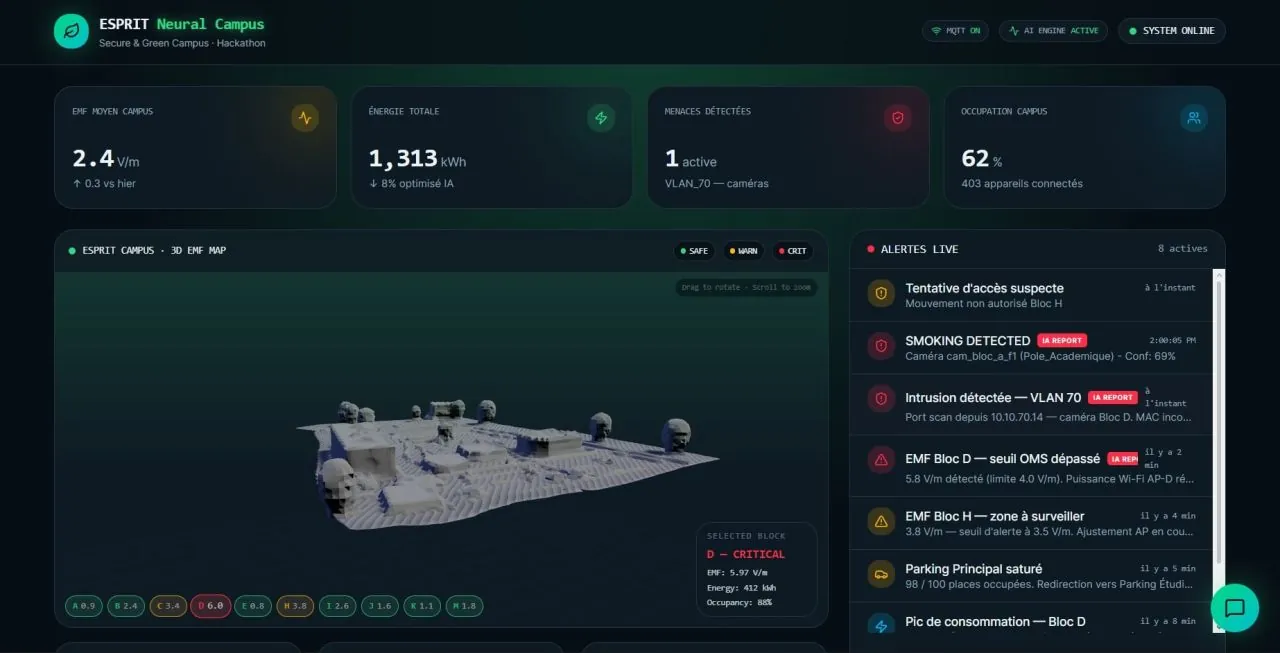 ESPRIT Neural Campus
Secure & Green Campus · Hackathon
MQTT ON
AI ENGINE ACTIVE
SYSTEM ONLINE
EMF MOYEN CAMPUS
2.4 V/m
↑ 0.3 vs hier
ÉNERGIE TOTALE
1,313 kWh
↓ 8% optimisé IA
MENACES DÉTECTÉES
1 active
VLAN_70 — caméras
OCCUPATION CAMPUS
62 %
403 appareils connectés
ESPRIT CAMPUS · 3D EMF MAP
SAFE
WARN
CRIT
Drag to rotate · Scroll to zoom
SELECTED BLOCK
D — CRITICAL
EMF: 5.97 V/m
Energy: 412 kWh
Occupancy: 88%
A 0.9
B 2.4
C 3.4
D 6.0
E 0.8
H 3.8
I 2.6
J 1.6
K 1.1
M 1.8
ALERTES LIVE
8 actives
Tentative d'accès suspecte
à l'instant
Mouvement non autorisé Bloc H
SMOKING DETECTED IA REPORT
2:00:05 PM
Caméra cam_bloc_a_f1 (Pole_Academique) - Conf: 69%
Intrusion détectée — VLAN 70 IA REPORT
à
l'instant
Port scan depuis 10.10.70.14 — caméra Bloc D. MAC inco...
EMF Bloc D — seuil OMS dépassé IA REP
il y a 2
min
5.8 V/m détecté (limite 4.0 V/m). Puissance Wi-Fi AP-D ré...
EMF Bloc H — zone à surveiller
il y a 4 min
3.8 V/m — seuil d'alerte à 3.5 V/m. Ajustement AP en cou...
Parking Principal saturé
il y a 5 min
98 / 100 places occupées. Redirection vers Parking Étudi...
Pic de consommation — Bloc D
il y a 8 min